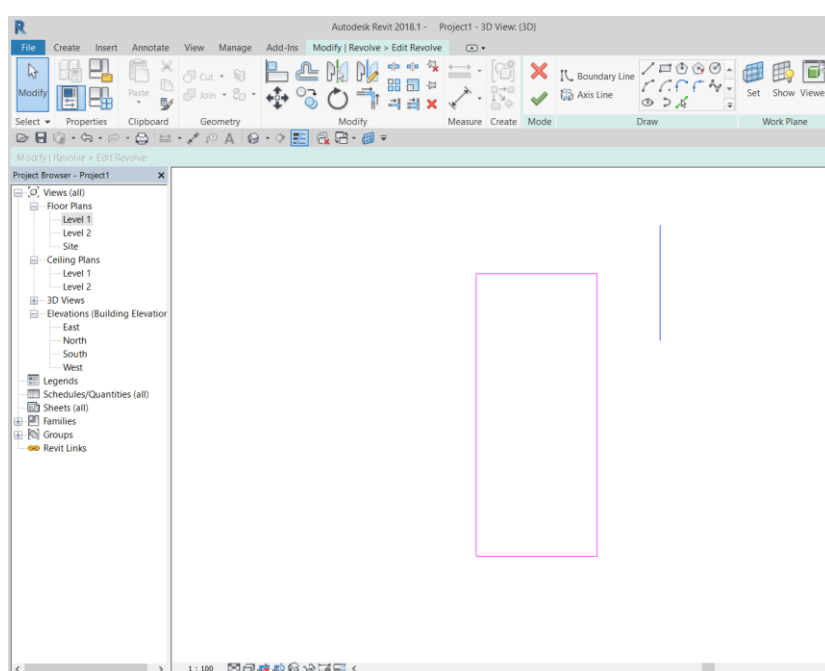 R
Autodesk Revit 2018.1 - Project1 - 3D View: {3D}
File Create Insert Annotate View Manage Add-Ins Modify | Revolve > Edit Revolve
Modify
Paste
Cut
Join
Boundary Line
Axis Line
Set Show Viewe
Select Properties Clipboard Geometry Modify Measure Create Mode Draw Work Plane
A
Modify | Revolve > Edit Revolve
Project Browser - Project1
Views (all)
Floor Plans
Level 1
Level 2
Site
Ceiling Plans
Level 1
Level 2
3D Views
Elevations (Building Elevation
East
North
South
West
Legends
Schedules/Quantities (all)
Sheets (all)
Families
Groups
Revit Links
1 : 100